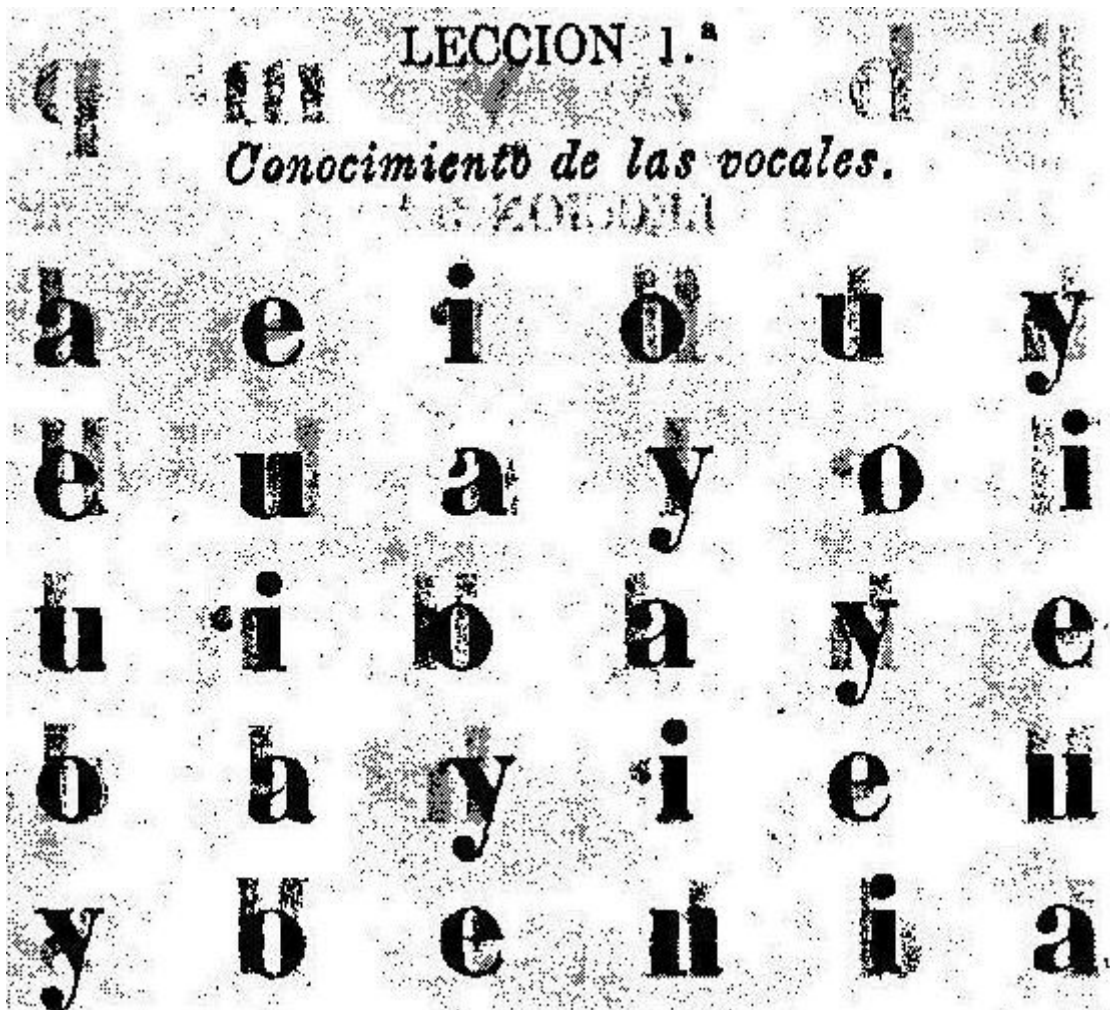 LECCION 1.ª
Conocimiento de las vocales.
a e i o u y
e u a y o i
u i o a y e
o a y i e u
y o e u i a